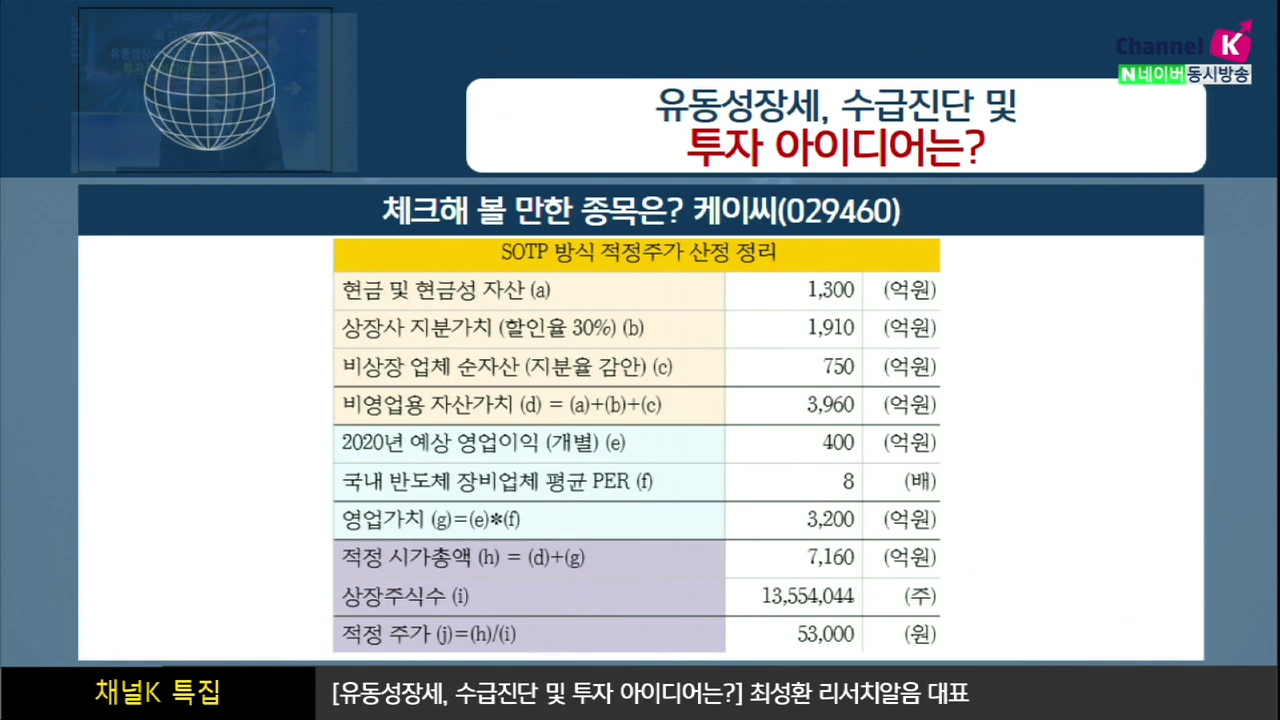 Channel K
N 네이버 동시방송
유동성장세, 수급진단 및
투자 아이디어는?
체크해 볼 만한 종목은? 케이씨(029460)
SOTP 방식 적정주가 산정 정리
현금 및 현금성 자산 (a) 1,300 (억원)
상장사 지분가치 (할인율 30%) (b) 1,910 (억원)
비상장 업체 순자산 (지분율 감안) (c) 750 (억원)
비영업용 자산가치 (d) = (a)+(b)+(c) 3,960 (억원)
2020년 예상 영업이익 (개별) (e) 400 (억원)
국내 반도체 장비업체 평균 PER (f) 8 (배)
영업가치 (g)=(e)*(f) 3,200 (억원)
적정 시가총액 (h) = (d)+(g) 7,160 (억원)
상장주식수 (i) 13,554,044 (주)
적정 주가 (j)=(h)/(i) 53,000 (원)
채널K 특집
[유동성장세, 수급진단 및 투자 아이디어는?] 최성환 리서치알음 대표